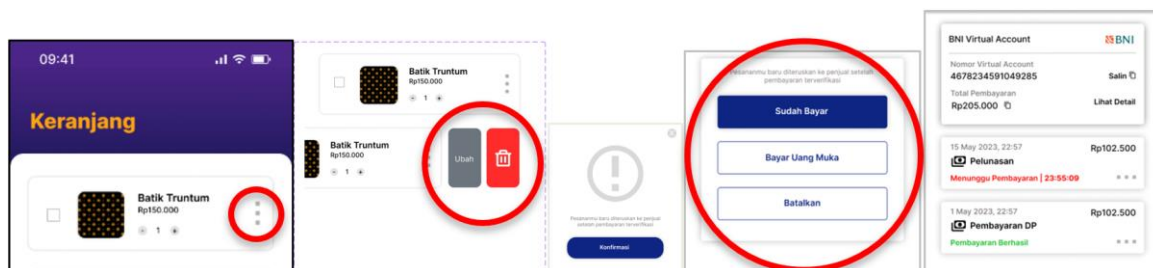 09:41
Keranjang
Batik Truntum
Rp150.000
1
Batik Truntum
Rp150.000
1
Batik Truntum
Rp150.000
1
Ubah
Pesananmu baru diteruskan ke penjual
setelah pembayaran terverifikasi
Konfirmasi
Pesananmu baru diteruskan ke penjual setelah
pembayaran terverifikasi
Sudah Bayar
Bayar Uang Muka
Batalkan
BNI Virtual Account
BNI
Nomor Virtual Account
4678234591049285
Salin
Total Pembayaran
Rp205.000
Lihat Detail
15 May 2023, 22:57
Rp102.500
Pelunasan
Menunggu Pembayaran | 23:55:09
1 May 2023, 22:57
Rp102.500
Pembayaran DP
Pembayaran Berhasil